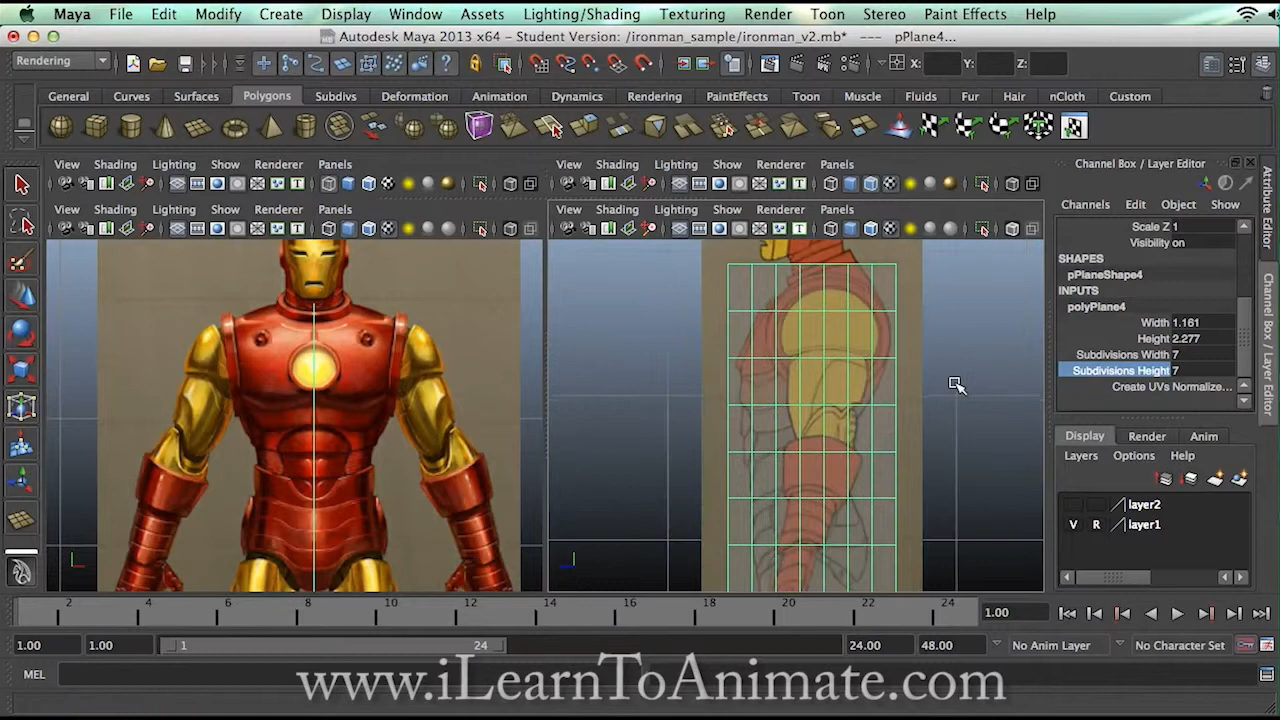 Maya File Edit Modify Create Display Window Assets Lighting/Shading Texturing Render Toon Stereo Paint Effects Help
Autodesk Maya 2013 x64 - Student Version: /ironman_sample/ironman_v2.mb* --- pPlane4...
Rendering X: Y: Z:
General Curves Surfaces Polygons Subdivs Deformation Animation Dynamics Rendering PaintEffects Toon Muscle Fluids Fur Hair nCloth Custom
View Shading Lighting Show Renderer Panels View Shading Lighting Show Renderer Panels
View Shading Lighting Show Renderer Panels View Shading Lighting Show Renderer Panels
Channel Box / Layer Editor
Channels Edit Object Show
Scale Z 1
Visibility on
SHAPES
pPlaneShape4
INPUTS
polyPlane4
Width 1.161
Height 2.277
Subdivisions Width 7
Subdivisions Height 7
Create UVs Normalize...
Attribute Editor
Channel Box / Layer Editor
Display Render Anim
Layers Options Help
layer2
V R layer1
2 4 6 8 10 12 14 16 18 20 22 24 1.00
1.00 1.00 1 24 24.00 48.00 No Anim Layer No Character Set
MEL
www.iLearnToAnimate.com